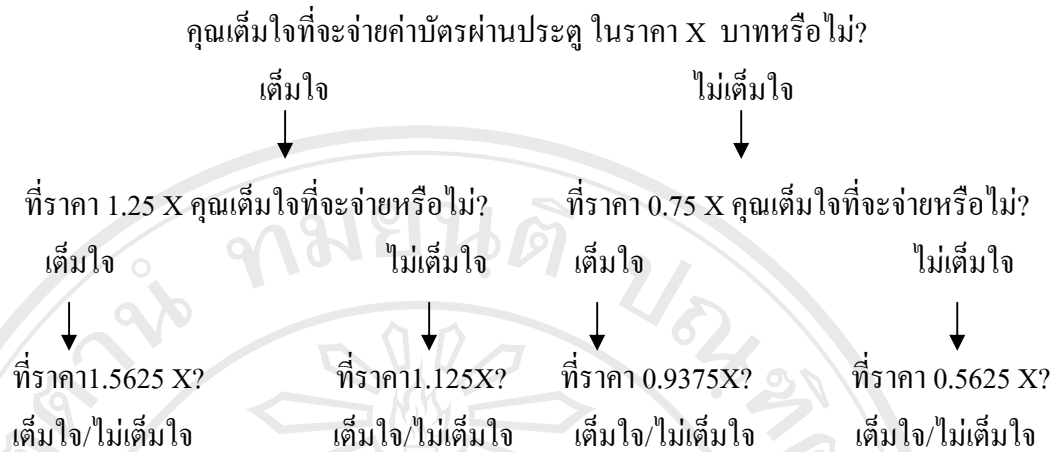 คุณเต็มใจที่จะจ่ายค่าบัตรผ่านประตู ในราคา X บาทหรือไม่?
เต็มใจ ไม่เต็มใจ
ที่ราคา 1.25 X คุณเต็มใจที่จะจ่ายหรือไม่? ที่ราคา 0.75 X คุณเต็มใจที่จะจ่ายหรือไม่?
เต็มใจ ไม่เต็มใจ เต็มใจ ไม่เต็มใจ
ที่ราคา1.5625 X? ที่ราคา1.125X? ที่ราคา 0.9375X? ที่ราคา 0.5625 X?
เต็มใจ/ไม่เต็มใจ เต็มใจ/ไม่เต็มใจ เต็มใจ/ไม่เต็มใจ เต็มใจ/ไม่เต็มใจ